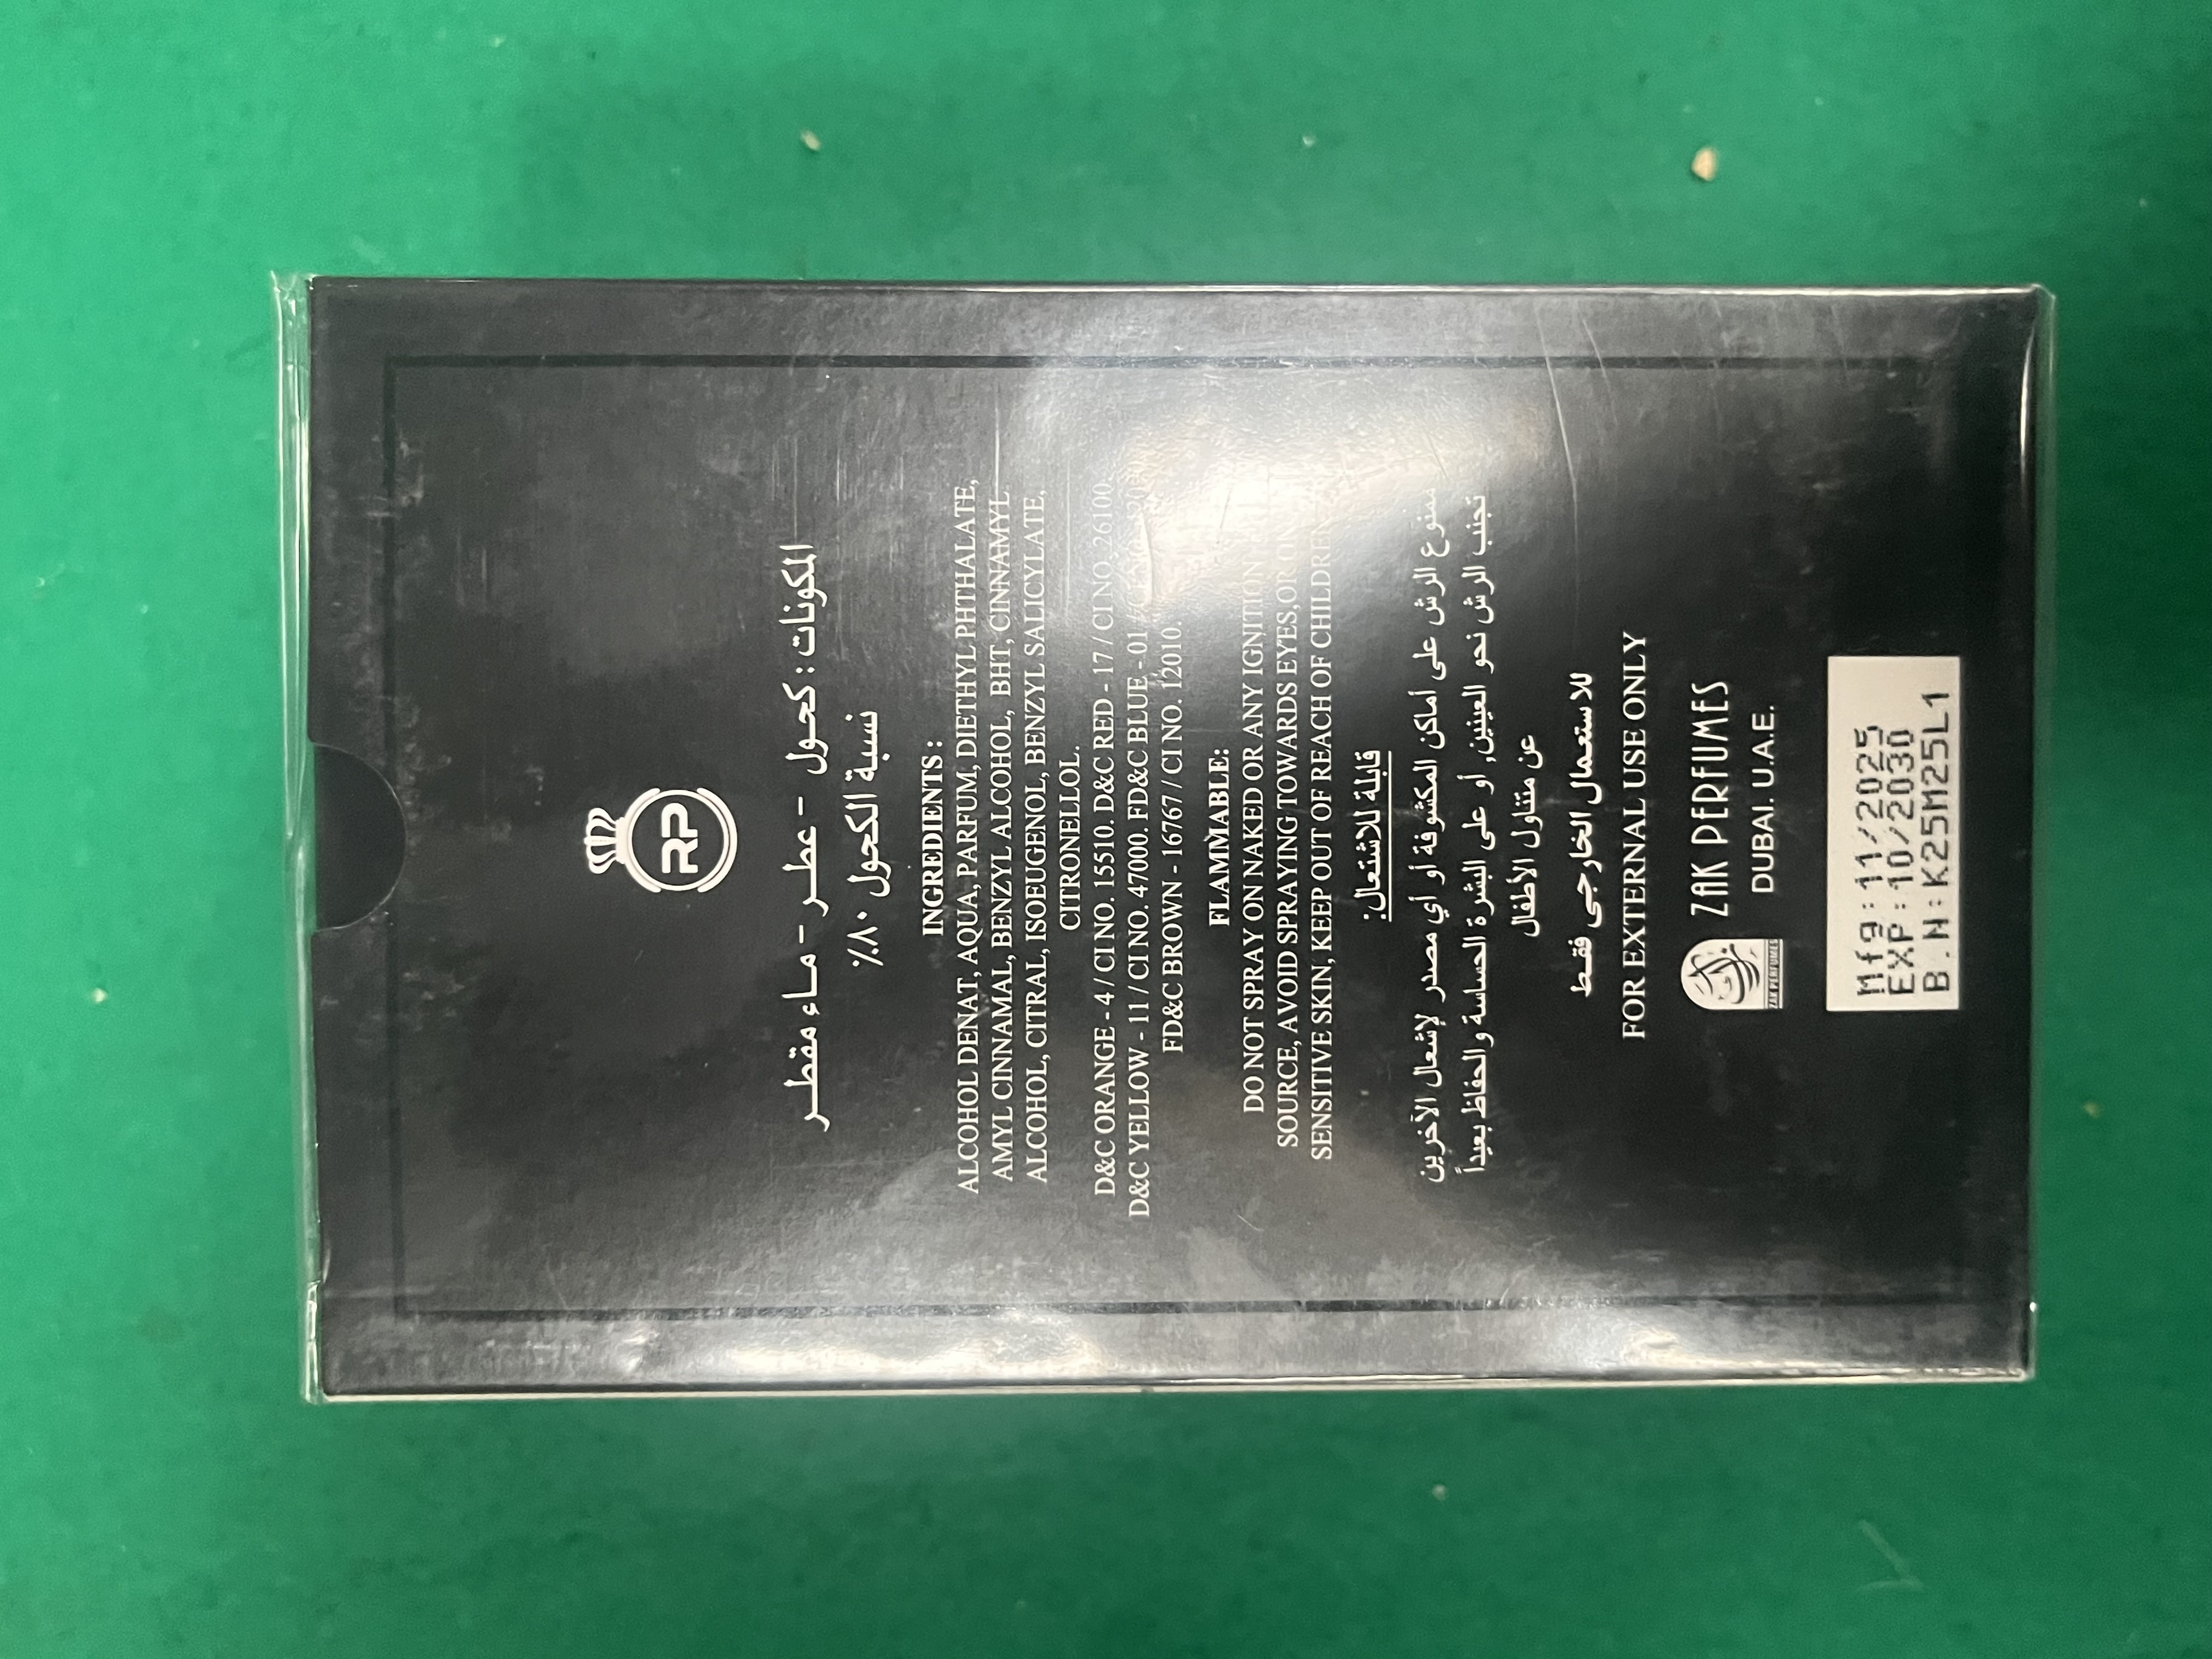 RP
المكونات : كحول - عطر - ماء مقطر
نسبة الكحول ٨٠٪
INGREDIENTS :
ALCOHOL DENAT, AQUA, PARFUM, DIETHYL PHTHALATE,
AMYL CINNAMAL, BENZYL ALCOHOL, BHT, CINNAMYL
ALCOHOL, CITRAL, ISOEUGENOL, BENZYL SALICYLATE,
CITRONELLOL.
D&C ORANGE - 4 / CI NO. 15510. D&C RED - 17 / CI NO. 26100.
D&C YELLOW - 11 / CI NO. 47000. FD&C BLUE - 01 /
FD&C BROWN - 16767 / CI NO. 12010.
FLAMMABLE:
DO NOT SPRAY ON NAKED OR ANY IGNITION
SOURCE, AVOID SPRAYING TOWARDS EYES, OR ON
SENSITIVE SKIN, KEEP OUT OF REACH OF CHILDREN
قابلة للاشتعال:
ممنوع الرش على أماكن المكشوفة أو أي مصدر لإشعال الآخرين
تجنب الرش نحو العينين, أو على البشرة الحساسة والحفاظ بعيداً
عن متناول الأطفال
للاستعمال الخارجى فقط
FOR EXTERNAL USE ONLY
ZAK PERFUMES
ZAK PERFUMES
DUBAI. U.A.E.
Mfg:11/2025
EXP:10/2030
B.N:K25M25L1